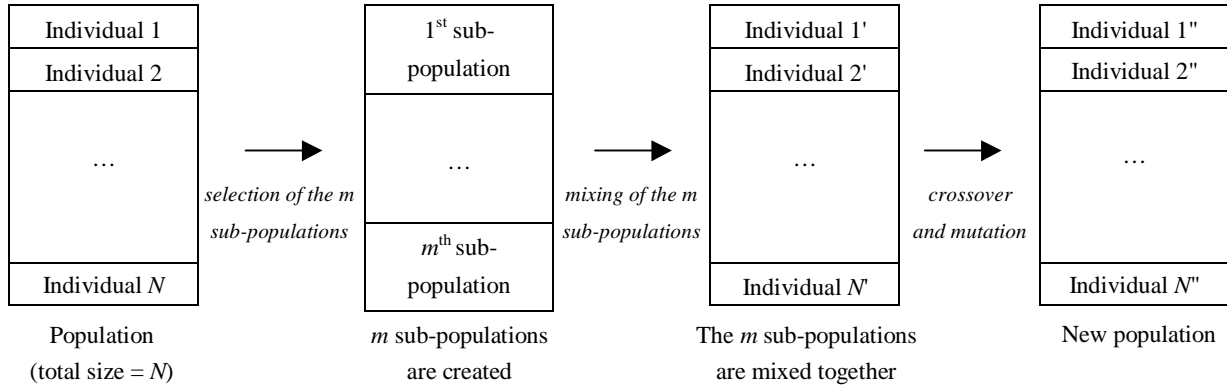 Individual 1
Individual 2
…
Individual N
Population
(total size = N)
selection of the m
sub-populations
1st sub-
population
…
mth sub-
population
m sub-populations
are created
mixing of the m
sub-populations
Individual 1'
Individual 2'
…
Individual N'
The m sub-populations
are mixed together
crossover
and mutation
Individual 1"
Individual 2"
…
Individual N"
New population